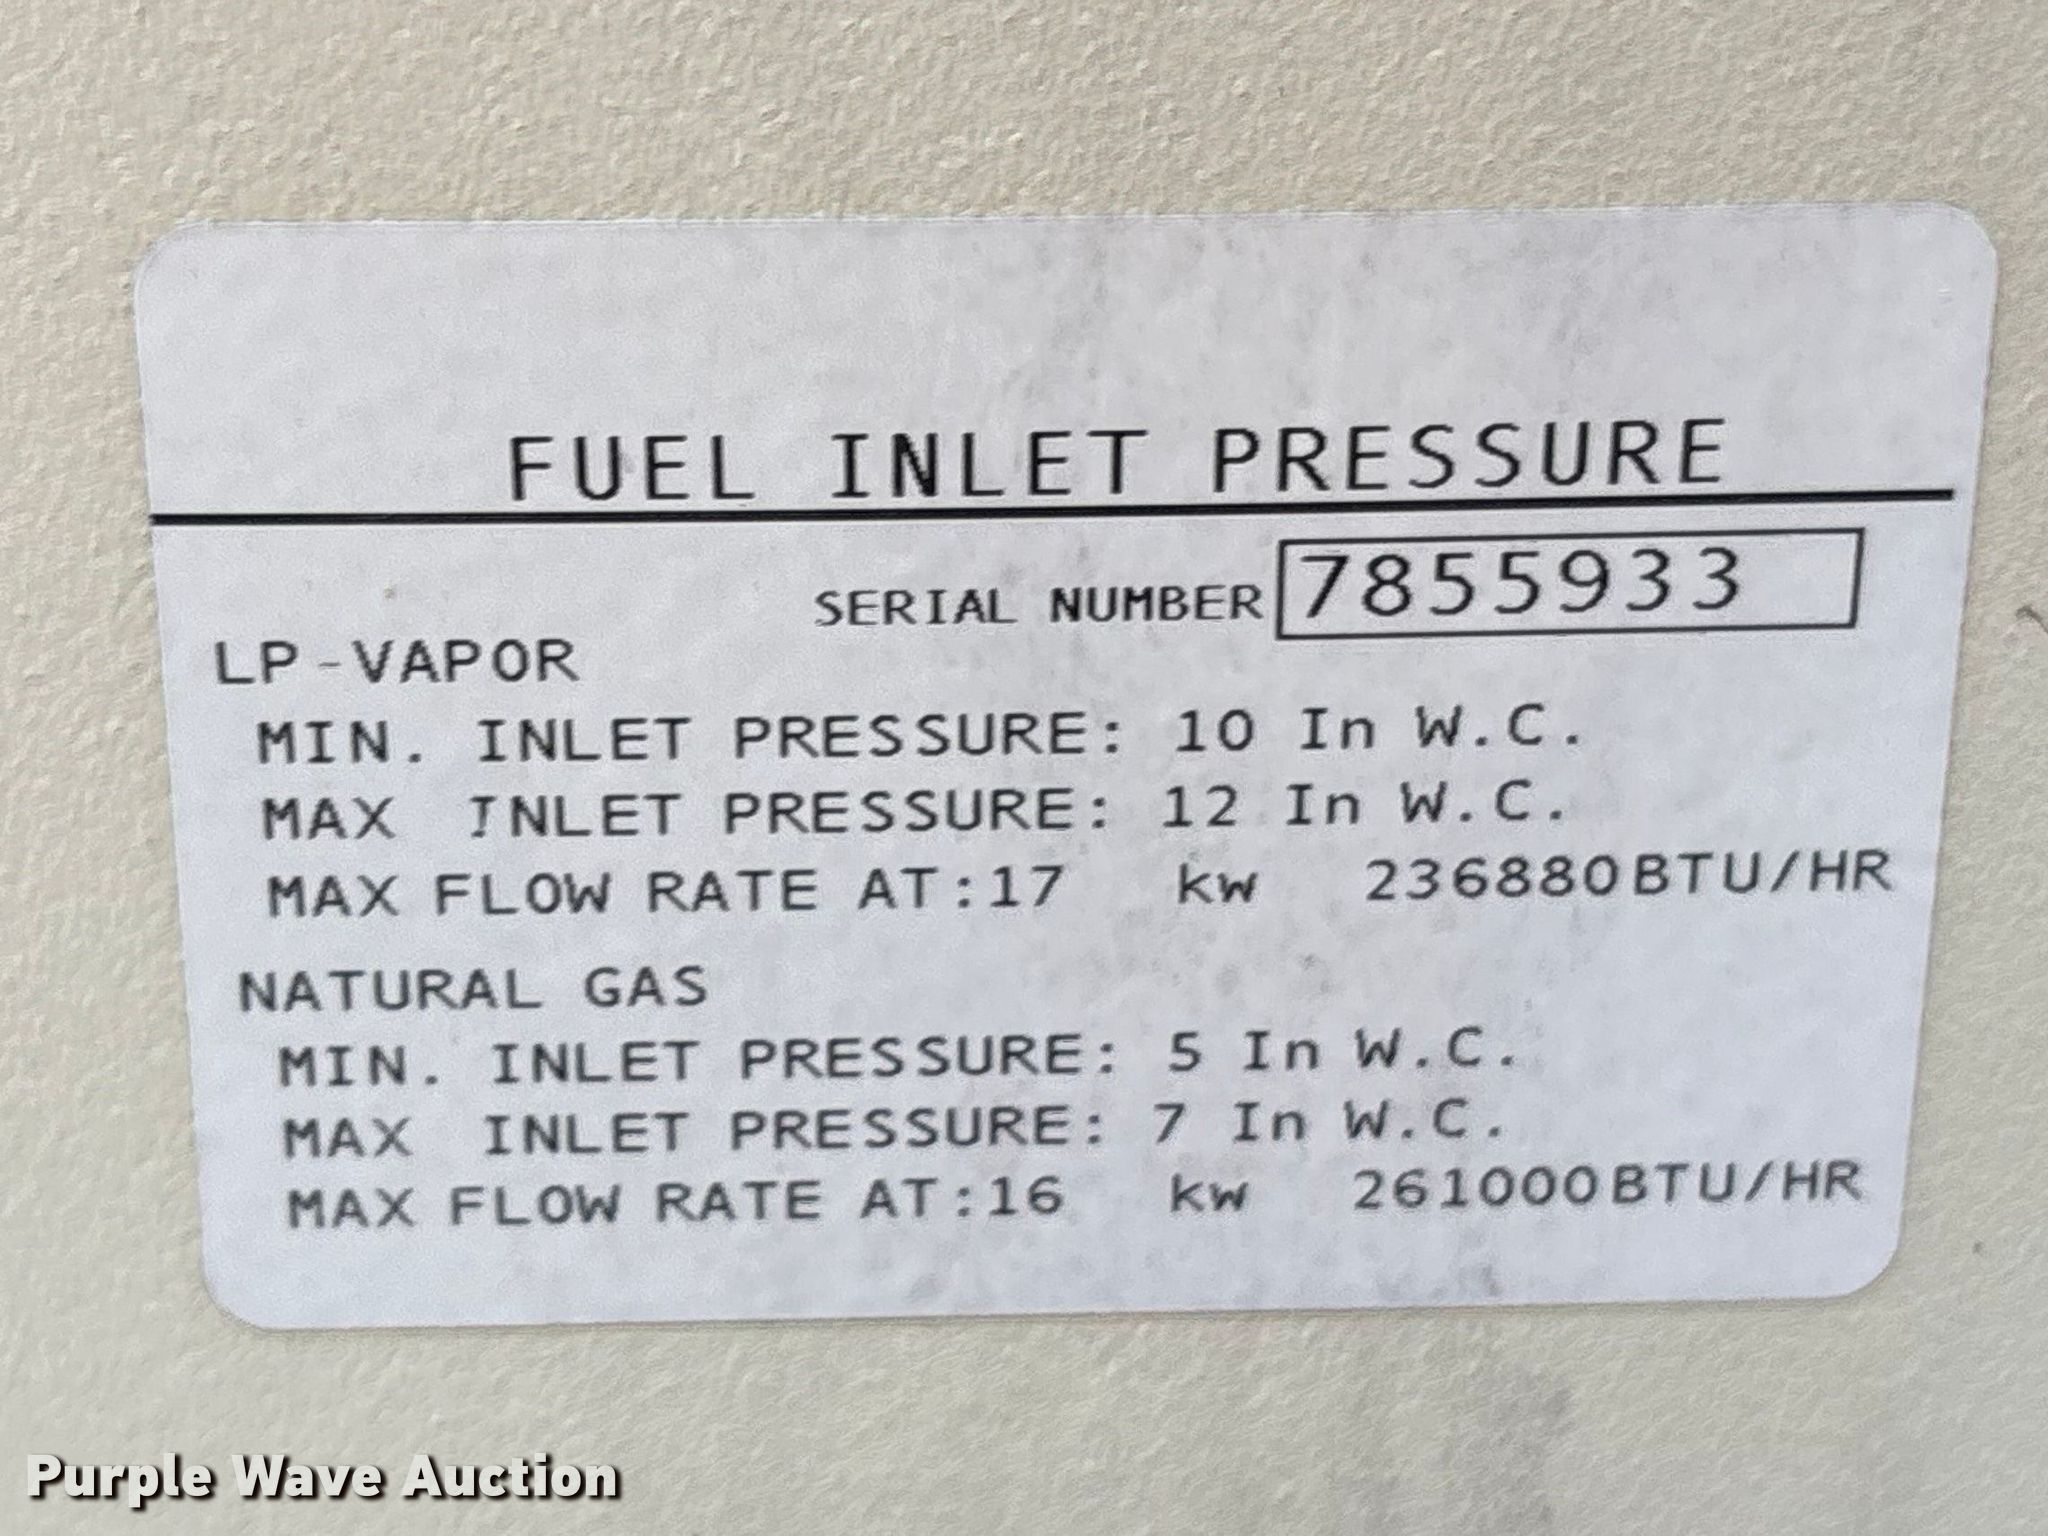 FUEL INLET PRESSURE
SERIAL NUMBER 7855933
LP-VAPOR
MIN. INLET PRESSURE: 10 In W.C.
MAX INLET PRESSURE: 12 In W.C.
MAX FLOW RATE AT:17 kw 236880BTU/HR
NATURAL GAS
MIN. INLET PRESSURE: 5 In W.C.
MAX INLET PRESSURE: 7 In W.C.
MAX FLOW RATE AT:16 kw 261000BTU/HR
Purple Wave Auction